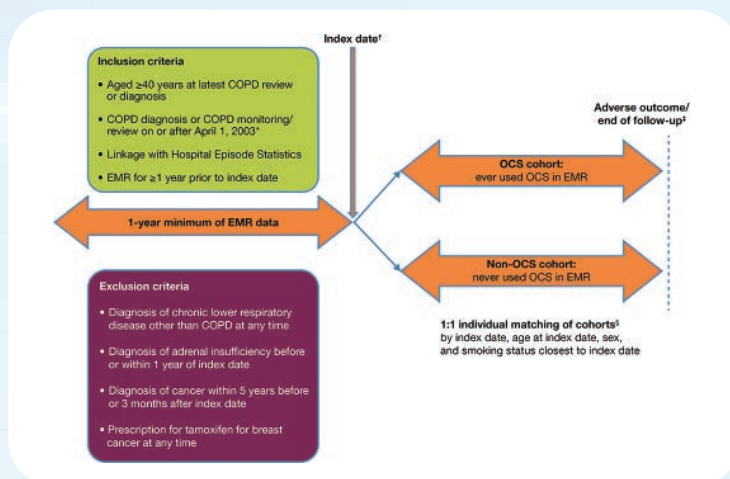 Index date†
Inclusion criteria
• Aged ≥40 years at latest COPD review
or diagnosis
• COPD diagnosis or COPD monitoring/
review on or after April 1, 2003*
• Linkage with Hospital Episode Statistics
• EMR for ≥1 year prior to index date
1-year minimum of EMR data
Exclusion criteria
• Diagnosis of chronic lower respiratory
disease other than COPD at any time
• Diagnosis of adrenal insufficiency before
or within 1 year of index date
• Diagnosis of cancer within 5 years before
or 3 months after index date
• Prescription for tamoxifen for breast
cancer at any time
Adverse outcome/
end of follow-up‡
OCS cohort:
ever used OCS in EMR
Non-OCS cohort:
never used OCS in EMR
1:1 individual matching of cohorts§
by index date, age at index date, sex,
and smoking status closest to index date